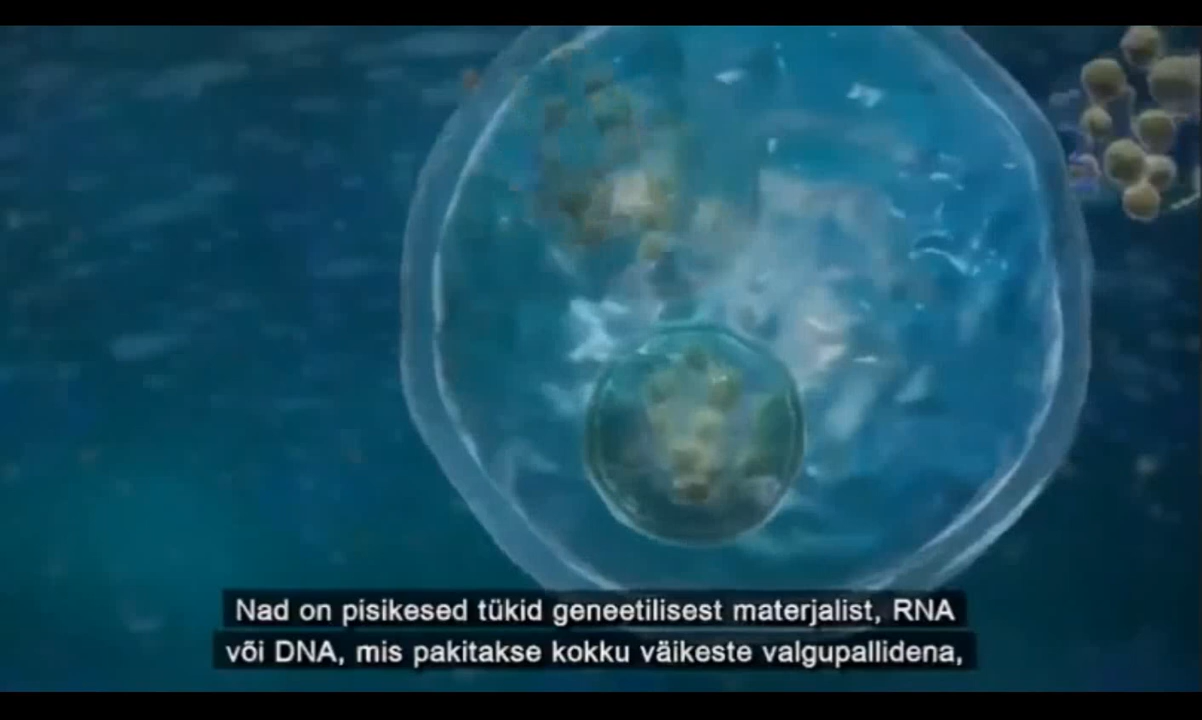 Nad on pisikesed tükid geneetilisest materjalist, RNA
või DNA, mis pakitakse kokku väikeste valgupallidena,